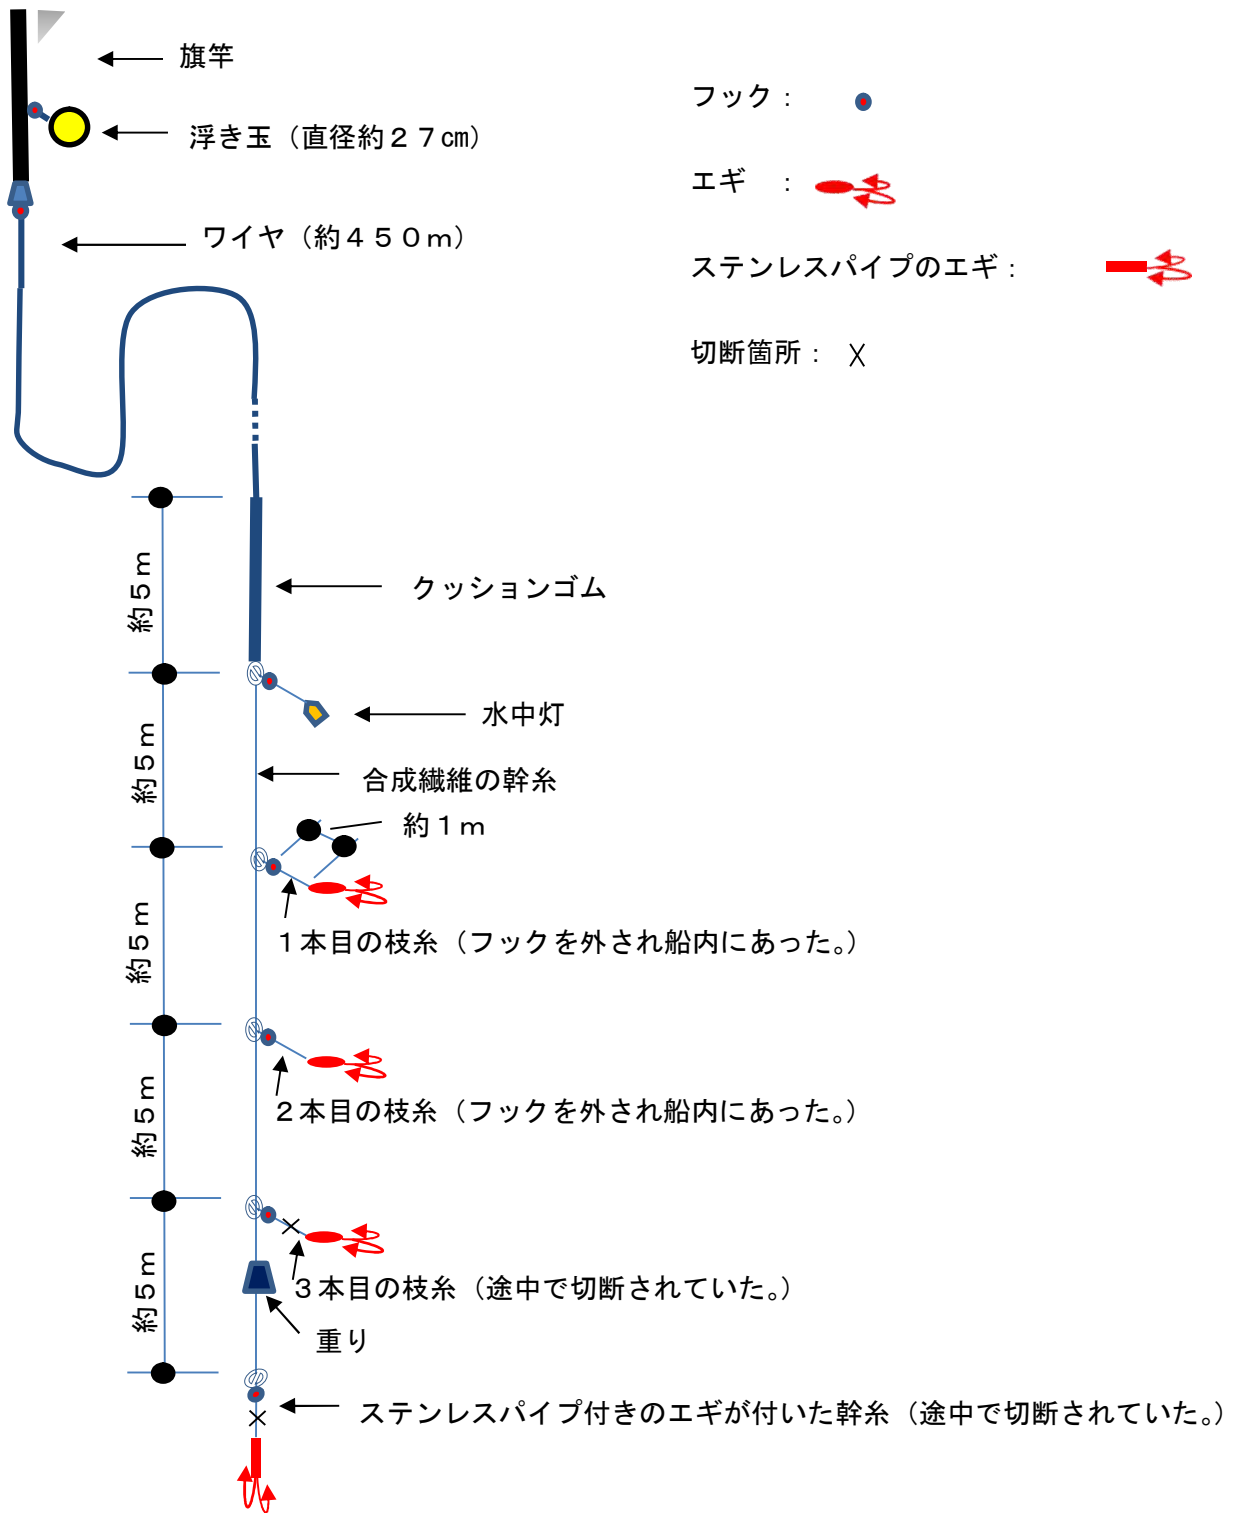 旗竿
浮き玉（直径約２７㎝）
ワイヤ（約４５０ｍ）
フック：
エギ　：
ステンレスパイプのエギ：
切断箇所：
約５ｍ
クッションゴム
水中灯
約５ｍ
合成繊維の幹糸
約１ｍ
約５ｍ
１本目の枝糸（フックを外され船内にあった。）
約５ｍ
２本目の枝糸（フックを外され船内にあった。）
約５ｍ
３本目の枝糸（途中で切断されていた。）
重り
ステンレスパイプ付きのエギが付いた幹糸（途中で切断されていた。）